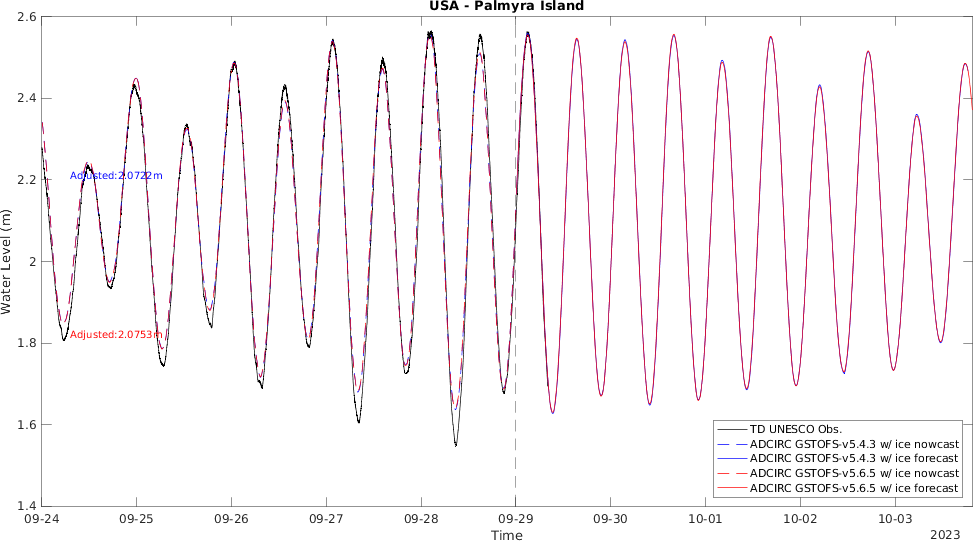 USA - Palmyra Island
2.6
2.4
2.2
2
1.8
1.6
1.4
Water Level (m)
Adjusted:2.0722m
Adjusted:2.0753m
TD UNESCO Obs.
ADCIRC GSTOFS-v5.4.3 w/ ice nowcast
ADCIRC GSTOFS-v5.4.3 w/ ice forecast
ADCIRC GSTOFS-v5.6.5 w/ ice nowcast
ADCIRC GSTOFS-v5.6.5 w/ ice forecast
09-24 09-25 09-26 09-27 09-28 09-29 09-30 10-01 10-02 10-03
Time
2023